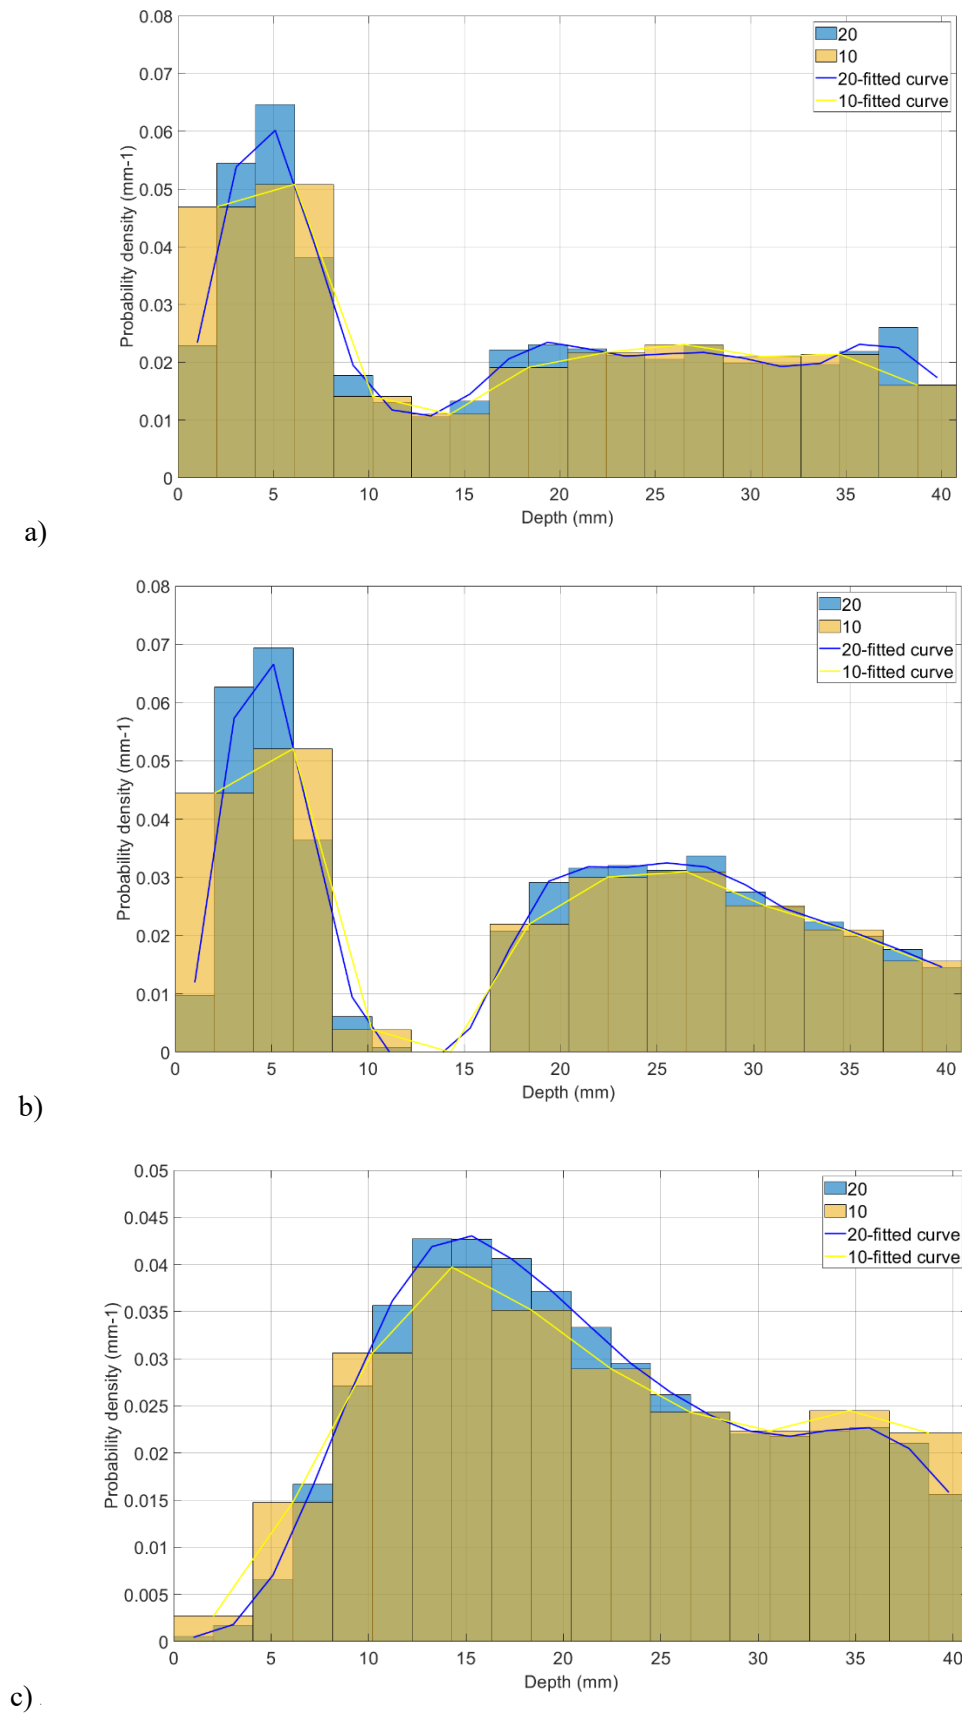 0.08
20
10
20-fitted curve
10-fitted curve
0.07
0.06
0.05
0.04
0.03
0.02
0.01
0
Probability density (mm-1)
0 5 10 15 20 25 30 35 40
Depth (mm)
a)
0.08
20
10
20-fitted curve
10-fitted curve
0.07
0.06
0.05
0.04
0.03
0.02
0.01
0
Probability density (mm-1)
0 5 10 15 20 25 30 35 40
Depth (mm)
b)
0.05
20
10
20-fitted curve
10-fitted curve
0.045
0.04
0.035
0.03
0.025
0.02
0.015
0.01
0.005
0
Probability density (mm-1)
0 5 10 15 20 25 30 35 40
Depth (mm)
c)